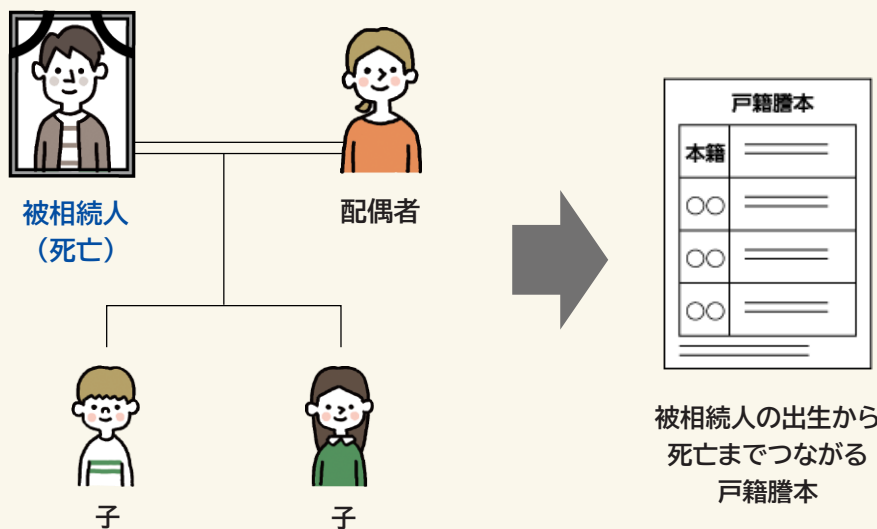 被相続人
（死亡）
配偶者
子
子
戸籍謄本
本籍
○○
○○
○○
被相続人の出生から
死亡までつながる
戸籍謄本